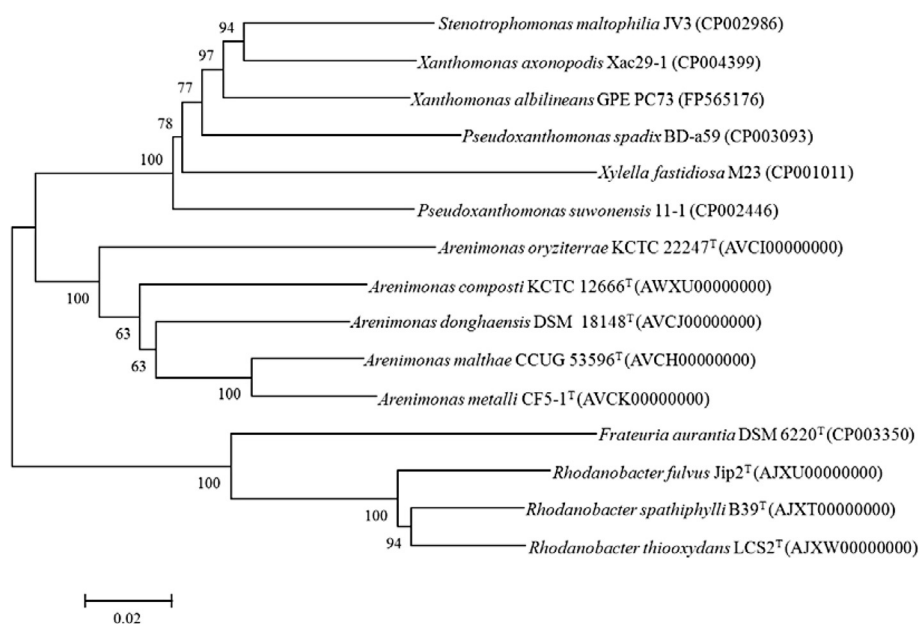 94
Stenotrophomonas maltophilia JV3 (CP002986)
97
Xanthomonas axonopodis Xac29-1 (CP004399)
77
Xanthomonas albilineans GPE PC73 (FP565176)
78
Pseudoxanthomonas spadix BD-a59 (CP003093)
100
Xylella fastidiosa M23 (CP001011)
Pseudoxanthomonas suwonensis 11-1 (CP002446)
Arenimonas oryziterrae KCTC 22247ᵀ(AVCI00000000)
100
Arenimonas composti KCTC 12666ᵀ(AWXU00000000)
63
Arenimonas donghaensis DSM 18148ᵀ(AVCJ00000000)
63
Arenimonas malthae CCUG 53596ᵀ(AVCH00000000)
100
Arenimonas metalli CF5-1ᵀ(AVCK00000000)
Frateuria aurantia DSM 6220ᵀ(CP003350)
100
Rhodanobacter fulvus Jip2ᵀ(AJXU00000000)
100
Rhodanobacter spathiphylli B39ᵀ(AJXT00000000)
94
Rhodanobacter thiooxydans LCS2ᵀ(AJXW00000000)
0.02